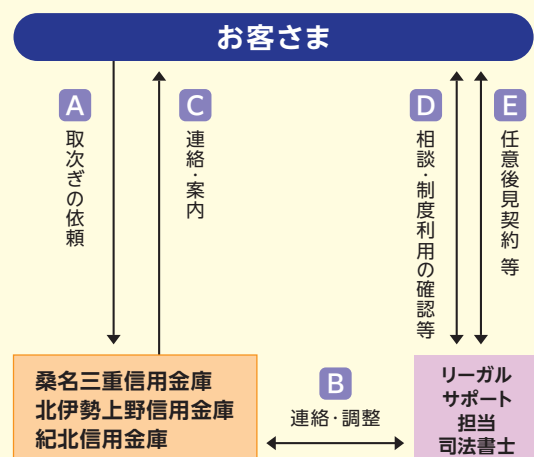 お客さま
A
取次ぎの依頼
C
連絡・案内
D
相談・制度利用の確認等
E
任意後見契約 等
桑名三重信用金庫
北伊勢上野信用金庫
紀北信用金庫
B
連絡・調整
リーガル
サポート
担当
司法書士